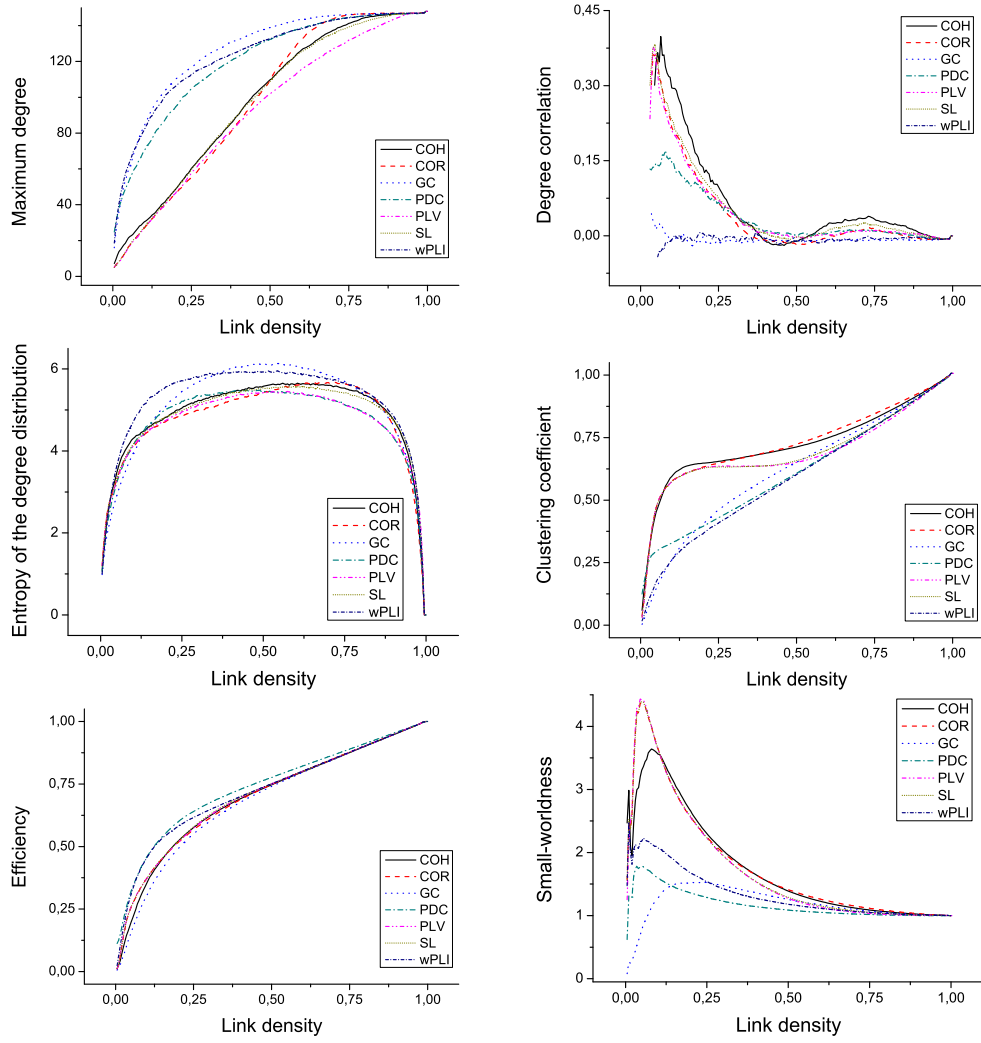 Maximum degree
120
80
40
0
0,00
0,25
0,50
0,75
1,00
Link density
COH
COR
GC
PDC
PLV
SL
wPLI
Degree correlation
0,45
0,30
0,15
0,00
0,00
0,25
0,50
0,75
1,00
Link density
COH
COR
GC
PDC
PLV
SL
wPLI
Entropy of the degree distribution
6
4
2
0
0,00
0,25
0,50
0,75
1,00
Link density
COH
COR
GC
PDC
PLV
SL
wPLI
Clustering coefficient
1,00
0,75
0,50
0,25
0,00
0,00
0,25
0,50
0,75
1,00
Link density
COH
COR
GC
PDC
PLV
SL
wPLI
Efficiency
1,00
0,75
0,50
0,25
0,00
0,00
0,25
0,50
0,75
1,00
Link density
COH
COR
GC
PDC
PLV
SL
wPLI
Small-worldness
4
3
2
1
0
0,00
0,25
0,50
0,75
1,00
Link density
COH
COR
GC
PDC
PLV
SL
wPLI